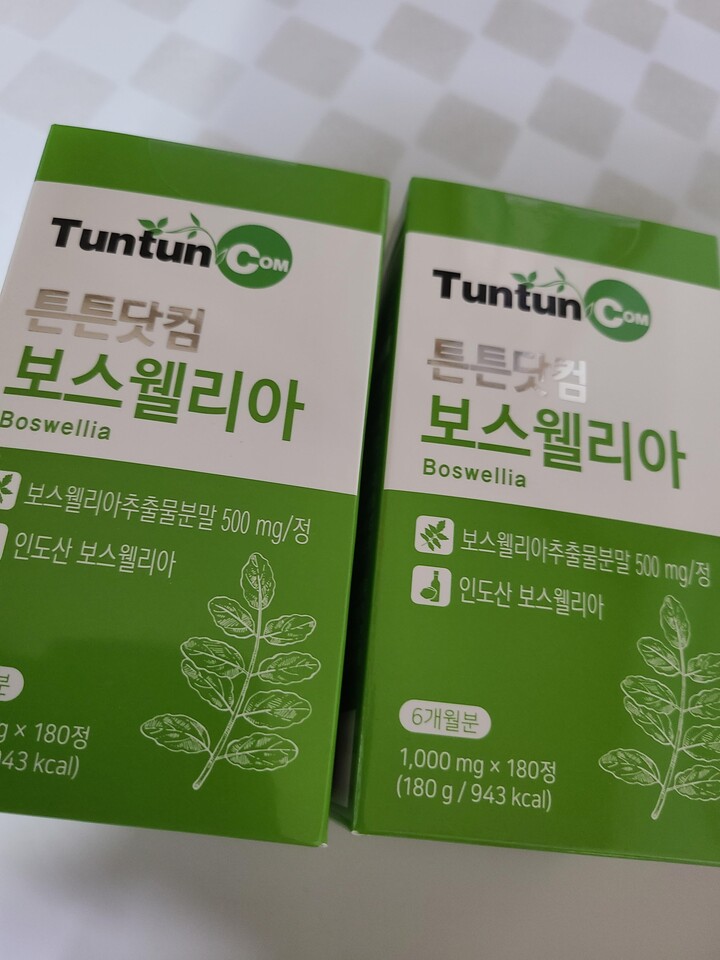 Tuntun COM
튼튼닷컴
보스웰리아
Boswellia
보스웰리아추출물분말 500 mg/정
인도산 보스웰리아
분
g × 180정
943 kcal)
Tuntun COM
튼튼닷컴
보스웰리아
Boswellia
보스웰리아추출물분말 500 mg/정
인도산 보스웰리아
6개월분
1,000 mg × 180정
(180 g / 943 kcal)